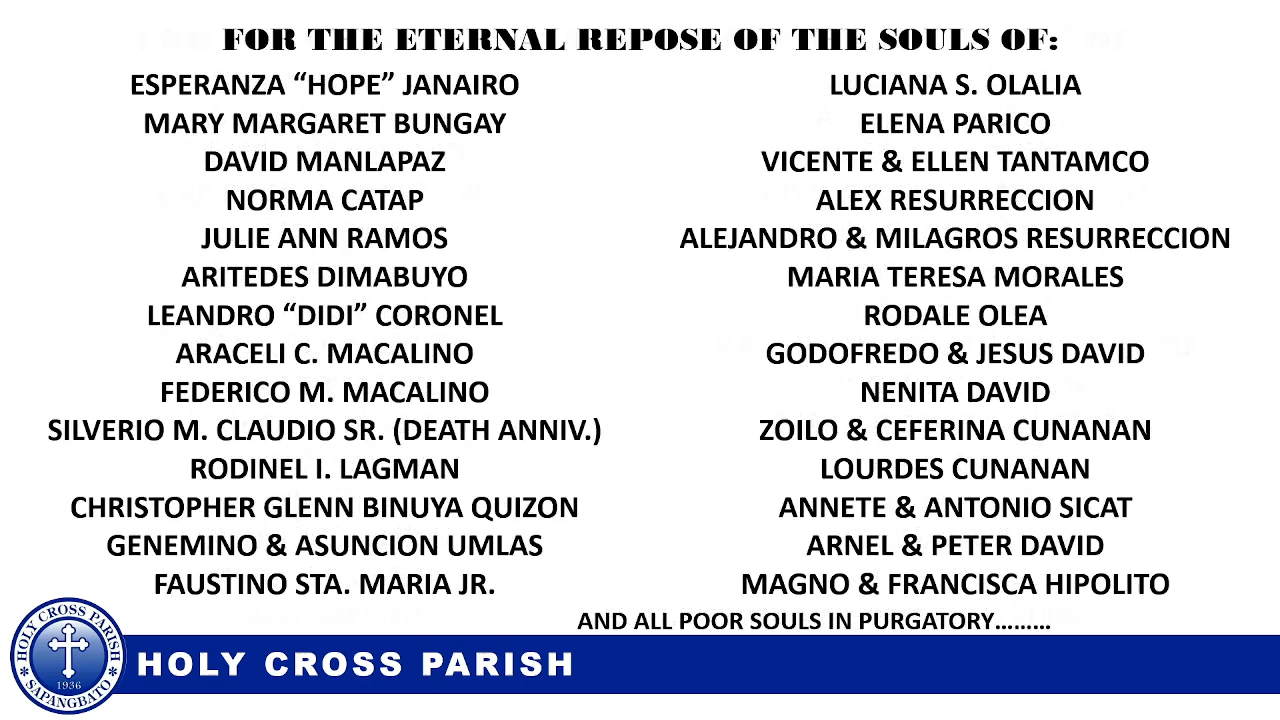 FOR THE ETERNAL REPOSE OF THE SOULS OF:
ESPERANZA “HOPE” JANAIRO
MARY MARGARET BUNGAY
DAVID MANLAPAZ
NORMA CATAP
JULIE ANN RAMOS
ARITEDES DIMABUYO
LEANDRO “DIDI” CORONEL
ARACELI C. MACALINO
FEDERICO M. MACALINO
SILVERIO M. CLAUDIO SR. (DEATH ANNIV.)
RODINEL I. LAGMAN
CHRISTOPHER GLENN BINUYA QUIZON
GENEMINO & ASUNCION UMLAS
FAUSTINO STA. MARIA JR.
LUCIANA S. OLALIA
ELENA PARICO
VICENTE & ELLEN TANTAMCO
ALEX RESURRECCION
ALEJANDRO & MILAGROS RESURRECCION
MARIA TERESA MORALES
RODALE OLEA
GODOFREDO & JESUS DAVID
NENITA DAVID
ZOILO & CEFERINA CUNANAN
LOURDES CUNANAN
ANNETE & ANTONIO SICAT
ARNEL & PETER DAVID
MAGNO & FRANCISCA HIPOLITO
AND ALL POOR SOULS IN PURGATORY.........
HOLY CROSS PARISH
1936
SAPANGBATO
HOLY CROSS PARISH